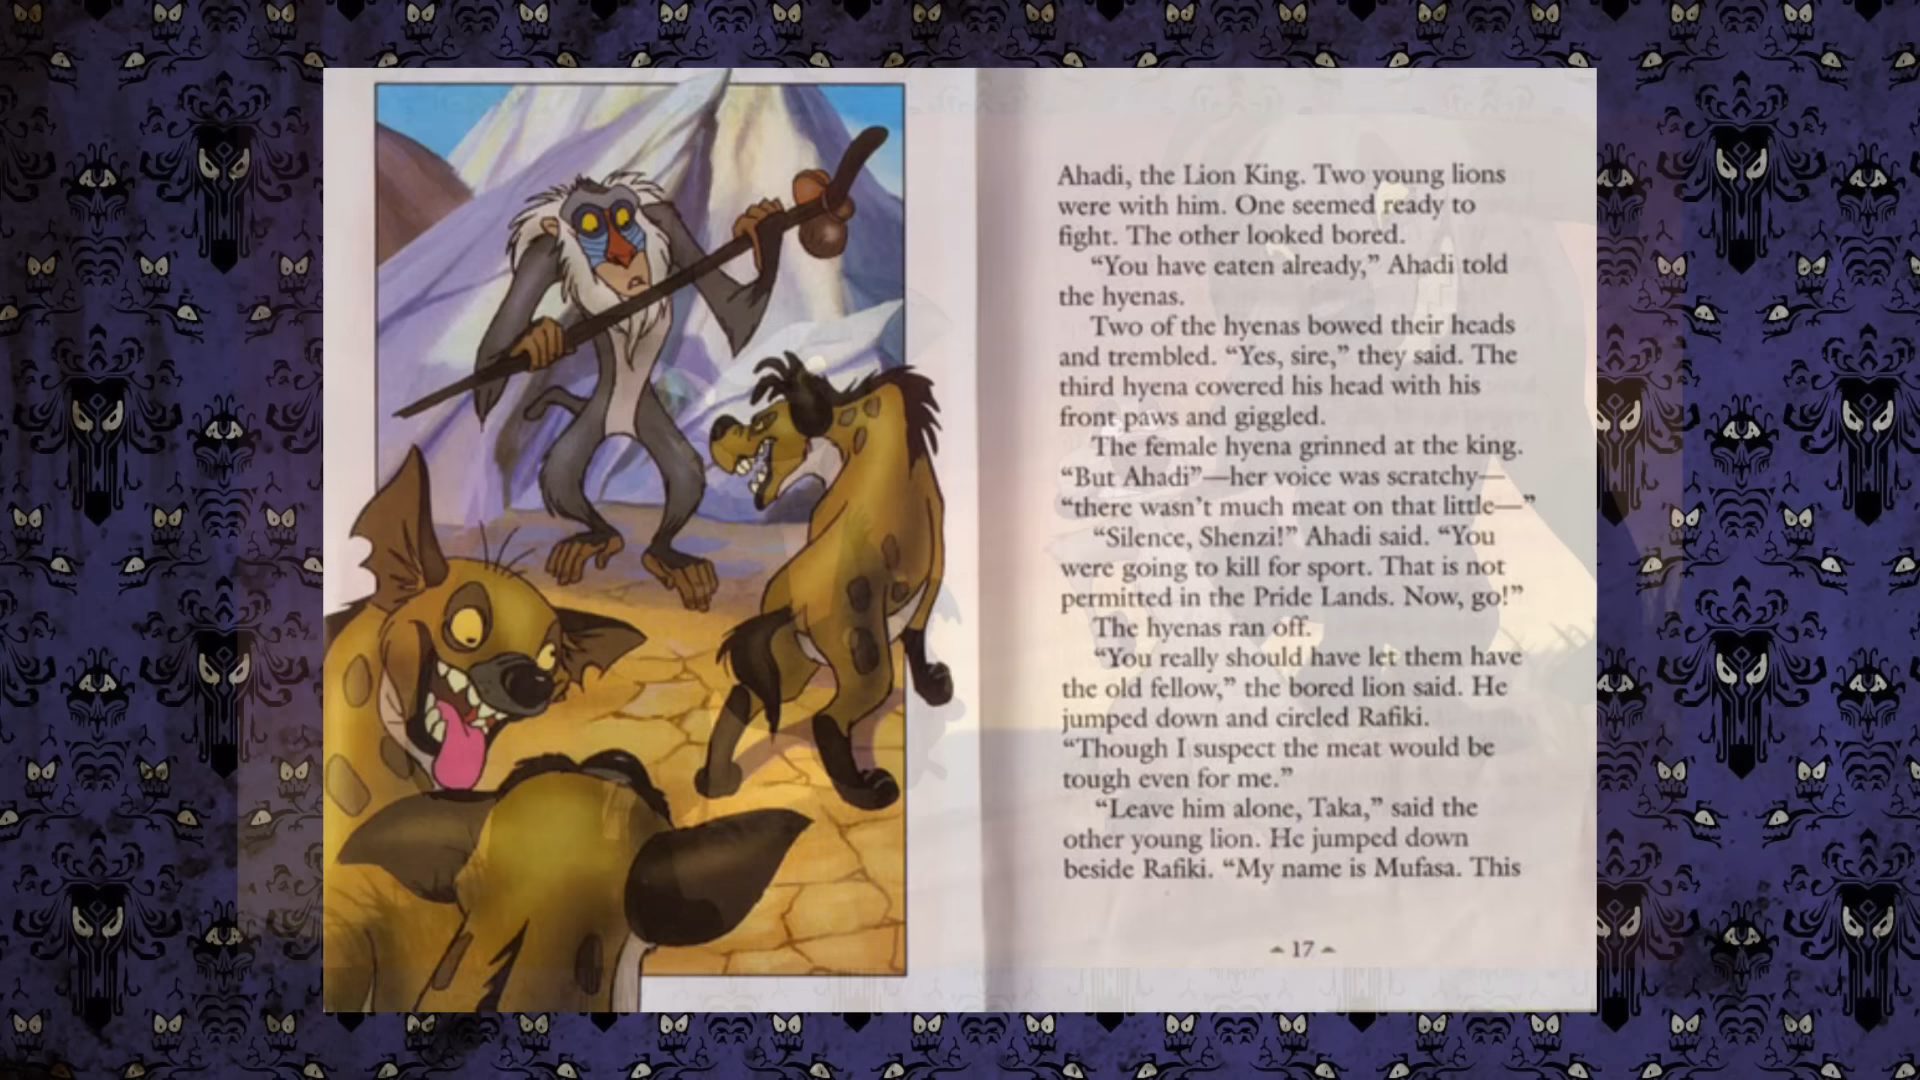 Ahadi, the Lion King. Two young lions
were with him. One seemed ready to
fight. The other looked bored.
“You have eaten already,” Ahadi told
the hyenas.
Two of the hyenas bowed their heads
and trembled. “Yes, sire,” they said. The
third hyena covered his head with his
front paws and giggled.
The female hyena grinned at the king.
“But Ahadi”—her voice was scratchy—
“there wasn’t much meat on that little—”
“Silence, Shenzi!” Ahadi said. “You
were going to kill for sport. That is not
permitted in the Pride Lands. Now, go!”
The hyenas ran off.
“You really should have let them have
the old fellow,” the bored lion said. He
jumped down and circled Rafiki.
“Though I suspect the meat would be
tough even for me.”
“Leave him alone, Taka,” said the
other young lion. He jumped down
beside Rafiki. “My name is Mufasa. This
17